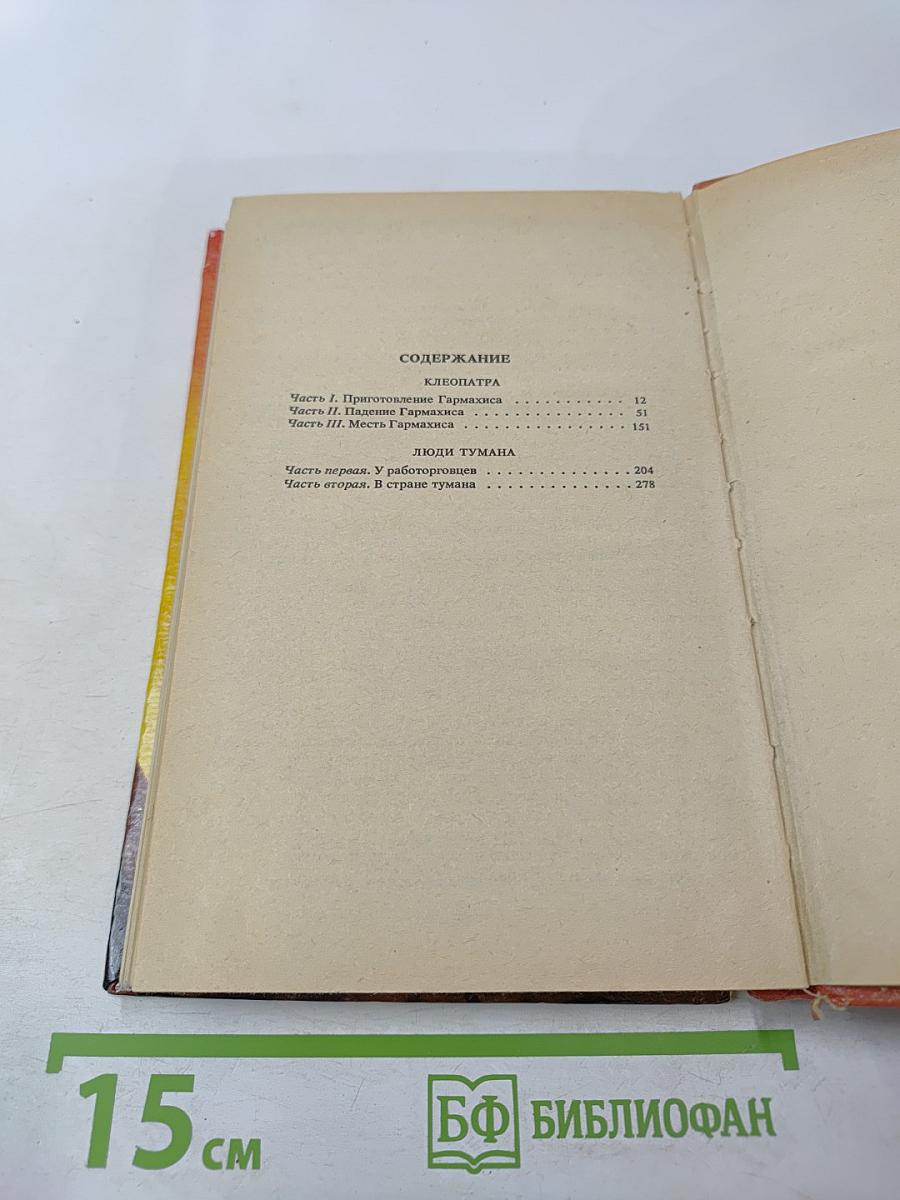 СОДЕРЖАНИЕ
КЛЕОПАТРА
Часть I. Приготовление Гармахиса . . . . . . . . . . . 12
Часть II. Падение Гармахиса . . . . . . . . . . . . . . . 51
Часть III. Месть Гармахиса . . . . . . . . . . . . . . . . 151
ЛЮДИ ТУМАНА
Часть первая. У работорговцев . . . . . . . . . . . . . . 204
Часть вторая. В стране тумана . . . . . . . . . . . . . . 278
15 см
БФ БИБЛИОФАН